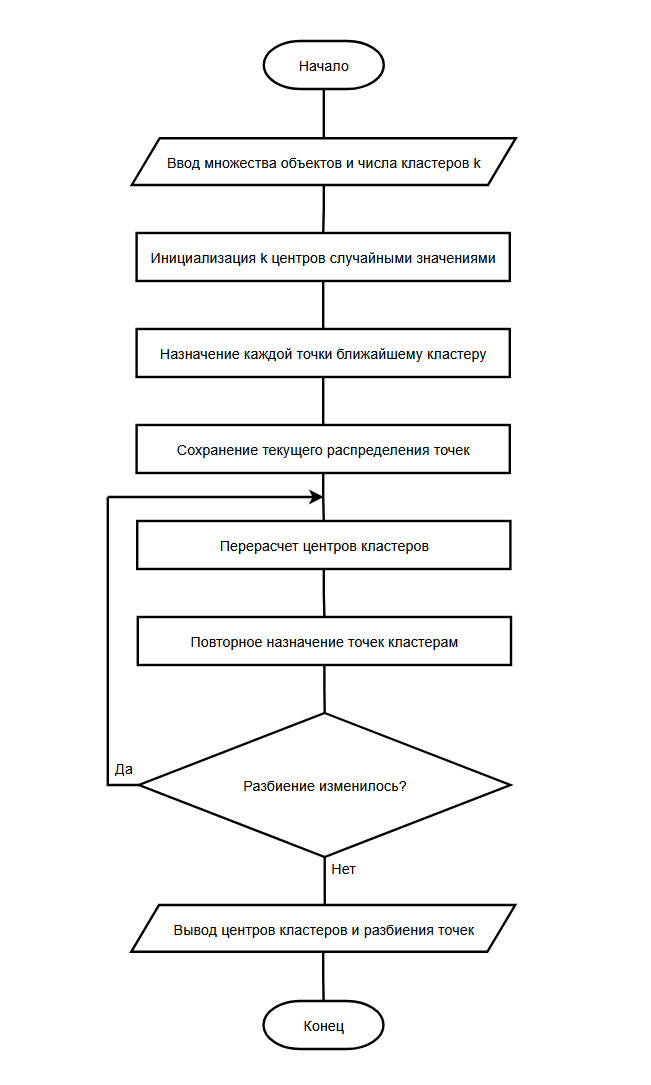 Начало
Ввод множества объектов и числа кластеров k
Инициализация k центров случайными значениями
Назначение каждой точки ближайшему кластеру
Сохранение текущего распределения точек
Перерасчет центров кластеров
Повторное назначение точек кластерам
Да
Разбиение изменилось?
Нет
Вывод центров кластеров и разбиения точек
Конец